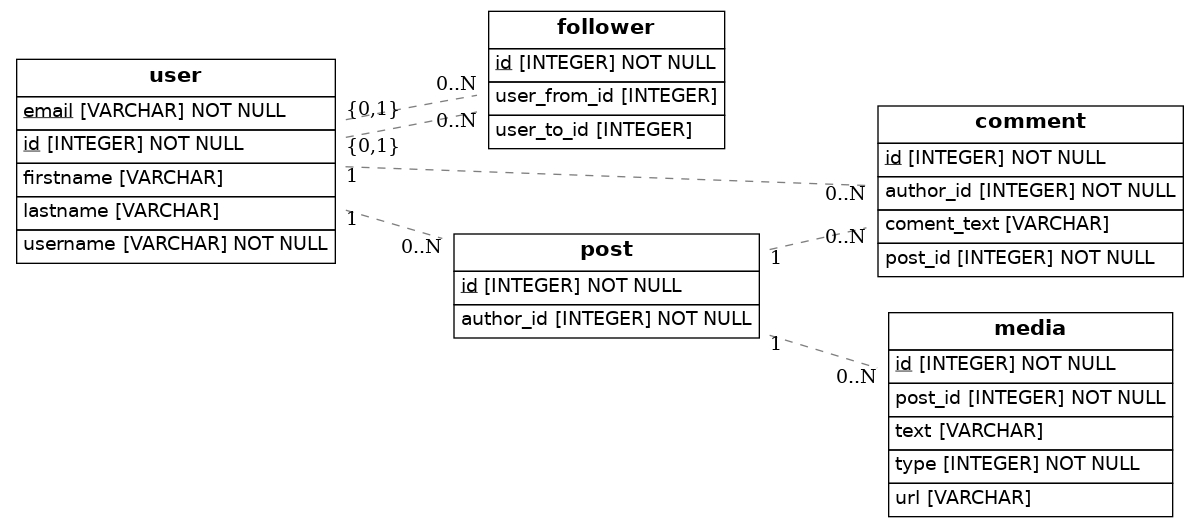 user
email [VARCHAR] NOT NULL
id [INTEGER] NOT NULL
firstname [VARCHAR]
lastname [VARCHAR]
username [VARCHAR] NOT NULL
{0,1}
{0,1}
1
1
0..N
0..N
0..N
follower
id [INTEGER] NOT NULL
user_from_id [INTEGER]
user_to_id [INTEGER]
post
id [INTEGER] NOT NULL
author_id [INTEGER] NOT NULL
1
1
0..N
0..N
0..N
comment
id [INTEGER] NOT NULL
author_id [INTEGER] NOT NULL
coment_text [VARCHAR]
post_id [INTEGER] NOT NULL
media
id [INTEGER] NOT NULL
post_id [INTEGER] NOT NULL
text [VARCHAR]
type [INTEGER] NOT NULL
url [VARCHAR]